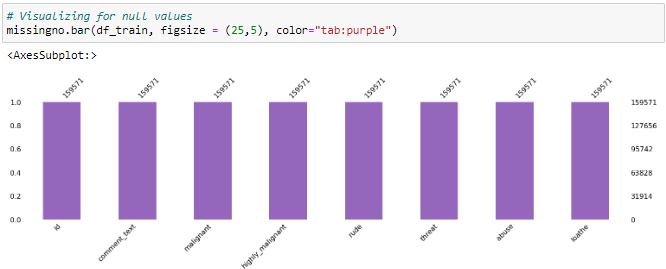 # Visualizing for null values
missingno.bar(df_train, figsize = (25,5), color="tab:purple")
<AxesSubplot:>
159571 159571 159571 159571 159571 159571 159571 159571
1.0 159571
0.8 127656
0.6 95742
0.4 63828
0.2 31914
0.0 0
id comment_text malignant highly_malignant rude threat abuse loathe